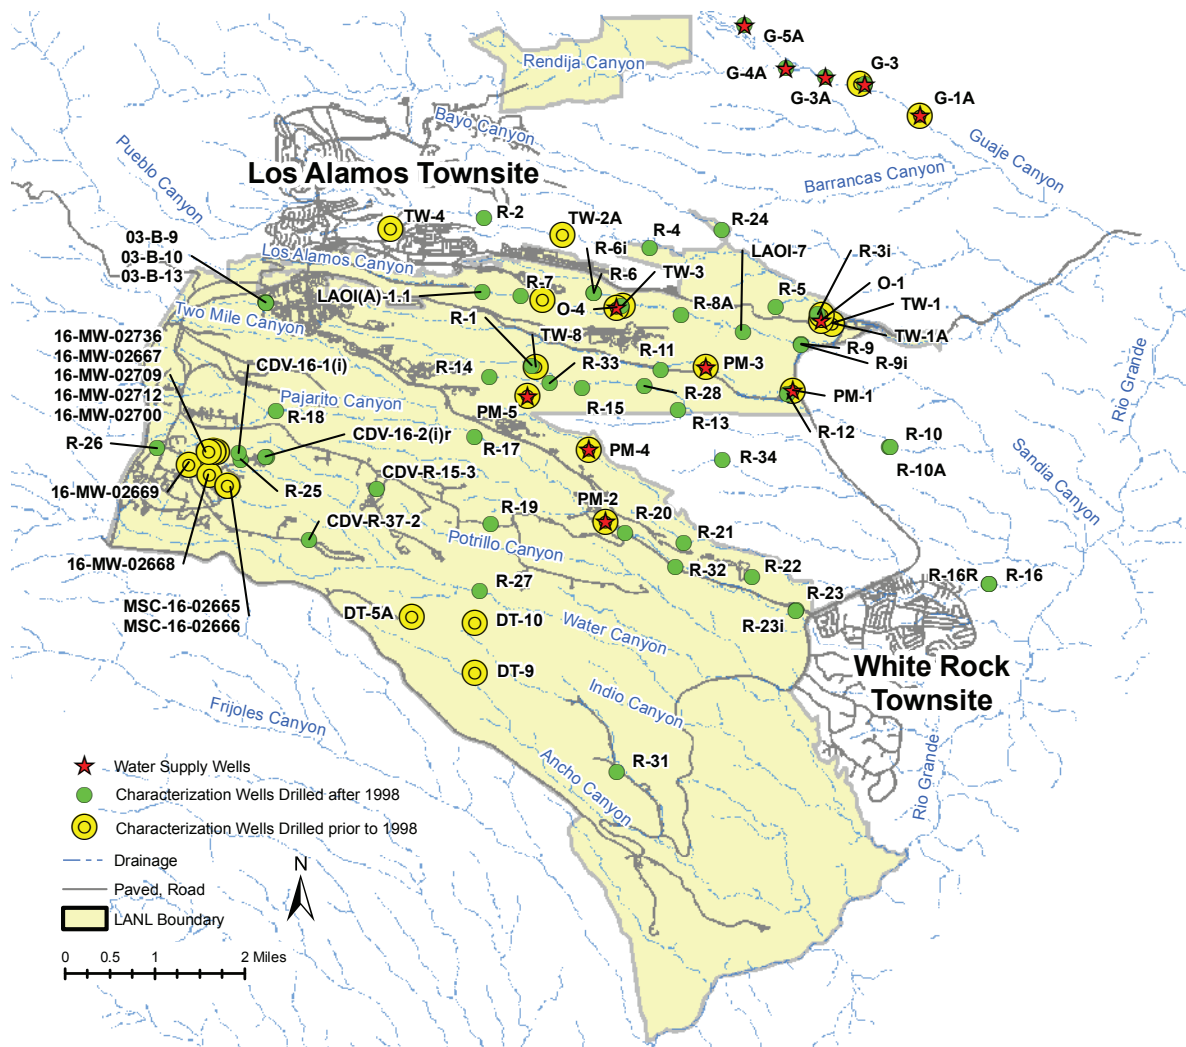 G-5A
G-4A
G-3
G-3A
G-1A
Rendija Canyon
Bayo Canyon
Guaje Canyon
Barrancas Canyon
Pueblo Canyon
Los Alamos Townsite
TW-4
R-2
TW-2A
R-4
R-24
R-6i
LAOI-7
R-3i
03-B-9
03-B-10
03-B-13
Los Alamos Canyon
R-6
TW-3
O-1
LAOI(A)-1.1
R-7
O-4
R-8A
R-5
TW-1
TW-1A
Two Mile Canyon
R-1
TW-8
R-9
R-9i
16-MW-02736
16-MW-02667
16-MW-02709
16-MW-02712
16-MW-02700
CDV-16-1(i)
R-14
R-33
R-11
PM-3
Rio Grande
Pajarito Canyon
PM-5
R-15
R-28
PM-1
R-18
R-13
R-12
R-26
CDV-16-2(i)r
R-17
PM-4
R-34
R-10
R-10A
Sandia Canyon
16-MW-02669
R-25
CDV-R-15-3
PM-2
CDV-R-37-2
R-19
R-20
R-21
Potrillo Canyon
16-MW-02668
R-32
R-22
R-16R
R-16
R-27
R-23
MSC-16-02665
MSC-16-02666
DT-5A
DT-10
R-23i
Water Canyon
White Rock
Townsite
DT-9
Indio Canyon
Frijoles Canyon
Ancho Canyon
R-31
Rio Grande
Water Supply Wells
Characterization Wells Drilled after 1998
Characterization Wells Drilled prior to 1998
Drainage
Paved, Road
LANL Boundary
N
0 0.5 1 2 Miles